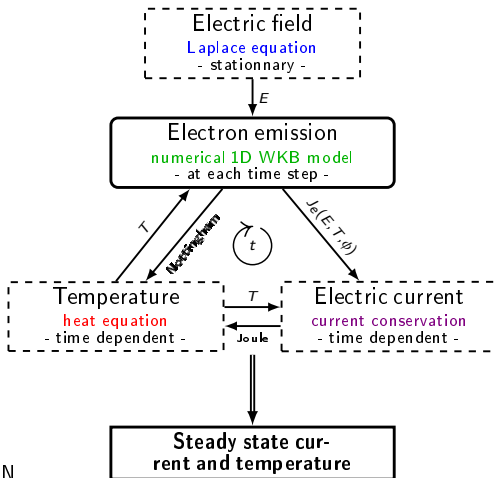 Electric field
Laplace equation
- stationnary -
E
Electron emission
numerical 1D WKB model
- at each time step -
T
Nottingham
t
Je(E,T,ϕ)
Temperature
heat equation
- time dependent -
T
Joule
Electric current
current conservation
- time dependent -
Steady state cur-
rent and temperature
N